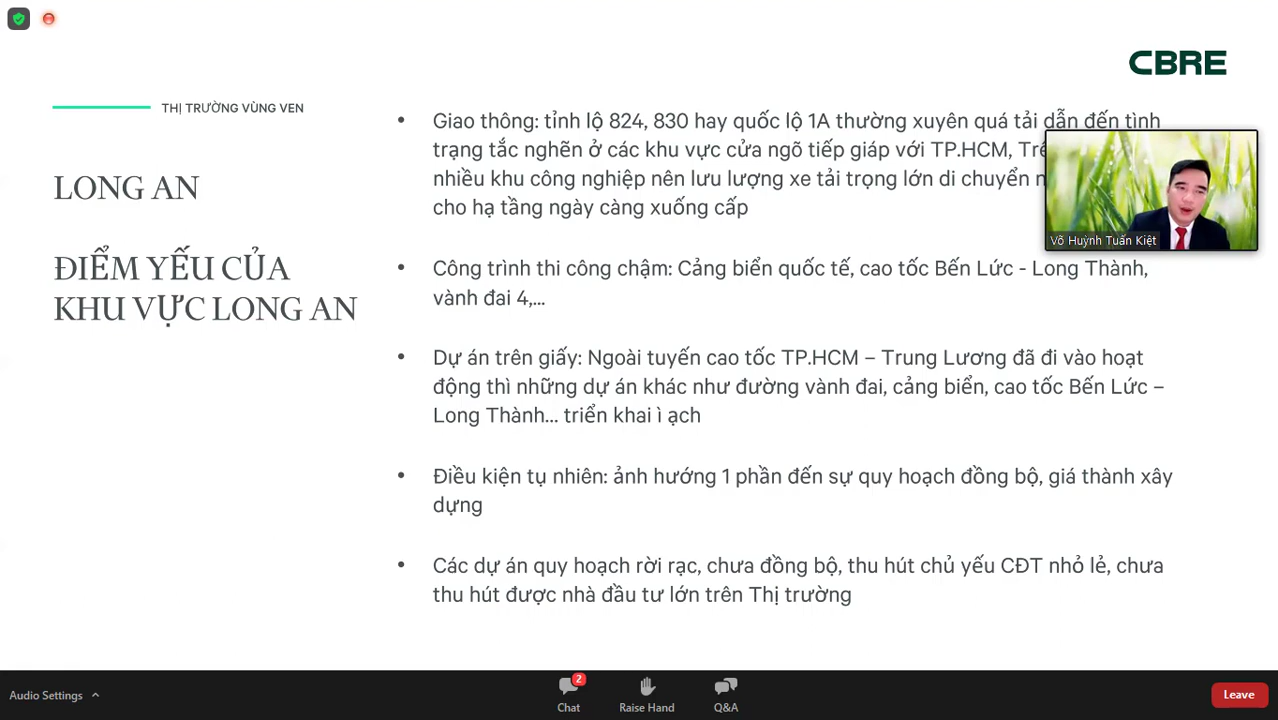 CBRE
THỊ TRƯỜNG VÙNG VEN
LONG AN
ĐIỂM YẾU CỦA
KHU VỰC LONG AN
• Giao thông: tỉnh lộ 824, 830 hay quốc lộ 1A thường xuyên quá tải dẫn đến tình
trạng tắc nghẽn ở các khu vực cửa ngõ tiếp giáp với TP.HCM,
nhiều khu công nghiệp nên lưu lượng xe tải trọng lớn di chuyển
cho hạ tầng ngày càng xuống cấp
• Công trình thi công chậm: Cảng biển quốc tế, cao tốc Bến Lức - Long Thành,
vành đai 4,...
• Dự án trên giấy: Ngoài tuyến cao tốc TP.HCM – Trung Lương đã đi vào hoạt
động thì những dự án khác như đường vành đai, cảng biển, cao tốc Bến Lức –
Long Thành... triển khai ì ạch
• Điều kiện tự nhiên: ảnh hướng 1 phần đến sự quy hoạch đồng bộ, giá thành xây
dựng
• Các dự án quy hoạch rời rạc, chưa đồng bộ, thu hút chủ yếu CĐT nhỏ lẻ, chưa
thu hút được nhà đầu tư lớn trên Thị trường
Võ Huỳnh Tuấn Kiệt
Audio Settings
2
Chat
Raise Hand
Q&A
Leave